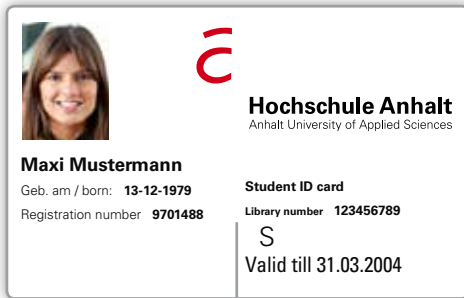 Hochschule Anhalt
Anhalt University of Applied Sciences
Maxi Mustermann
Geb. am / born: 13-12-1979
Registration number 9701488
Student ID card
Library number 123456789
S
Valid till 31.03.2004